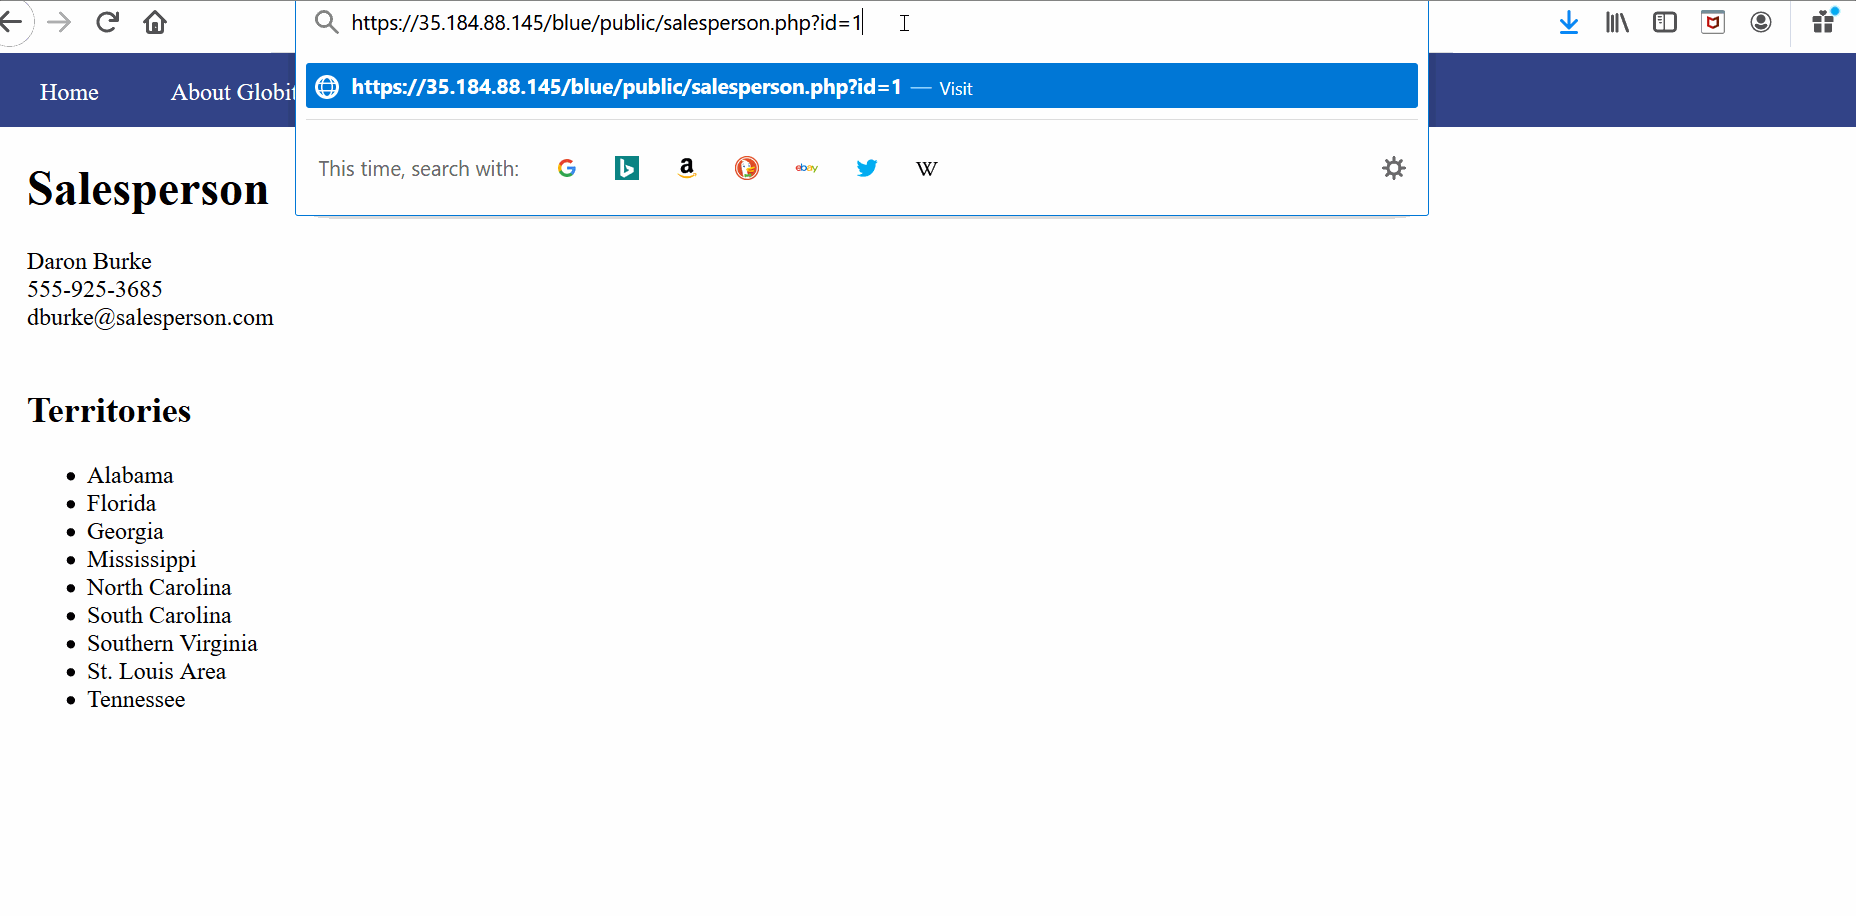 https://35.184.88.145/blue/public/salesperson.php?id=1
https://35.184.88.145/blue/public/salesperson.php?id=1 — Visit
Home About Globit
This time, search with: G b a ebay W
Salesperson
Daron Burke
555-925-3685
dburke@salesperson.com
Territories
• Alabama
• Florida
• Georgia
• Mississippi
• North Carolina
• South Carolina
• Southern Virginia
• St. Louis Area
• Tennessee